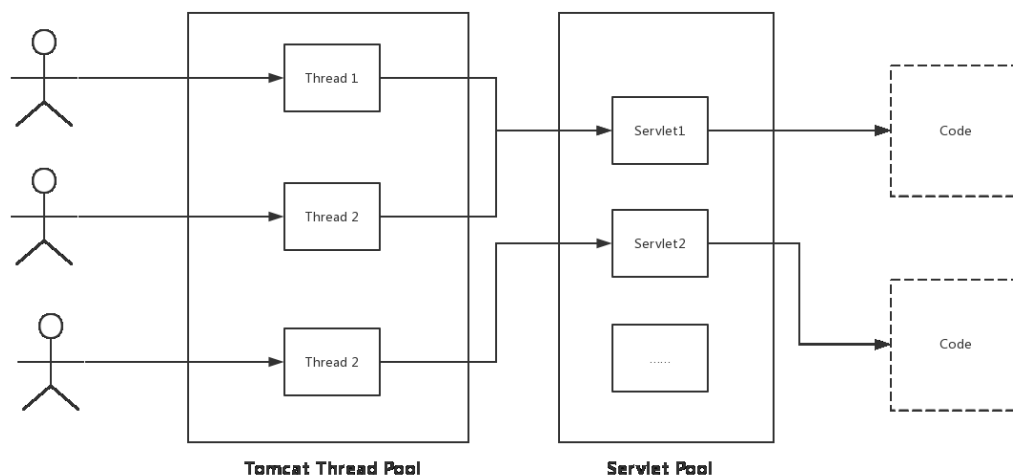 Thread 1
Servlet1
Code
Thread 2
Servlet2
Thread 2
......
Code
Tomcat Thread Pool
Servlet Pool